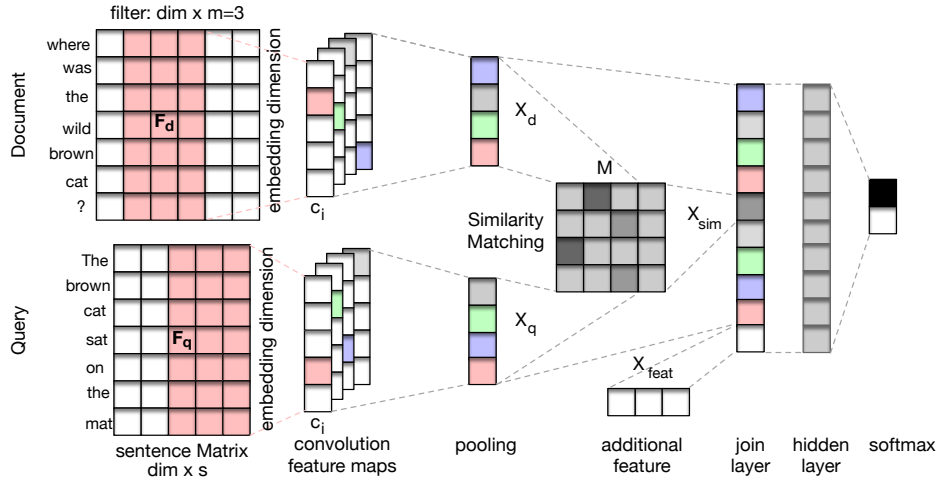 filter: dim x m=3
Document
where
was
the
wild
brown
cat
?
F_d
embedding dimension
c_i
X_d
M
Similarity
Matching
X_sim
Query
The
brown
cat
sat
on
the
mat
F_q
embedding dimension
c_i
X_q
X_feat
sentence Matrix
dim x s
convolution
feature maps
pooling
additional
feature
join
layer
hidden
layer
softmax